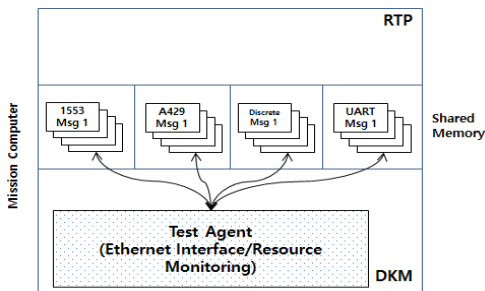 RTP
1553
Msg 1
A429
Msg 1
Discrete
Msg 1
UART
Msg 1
Shared
Memory
Mission Computer
Test Agent
(Ethernet Interface/Resource
Monitoring)
DKM